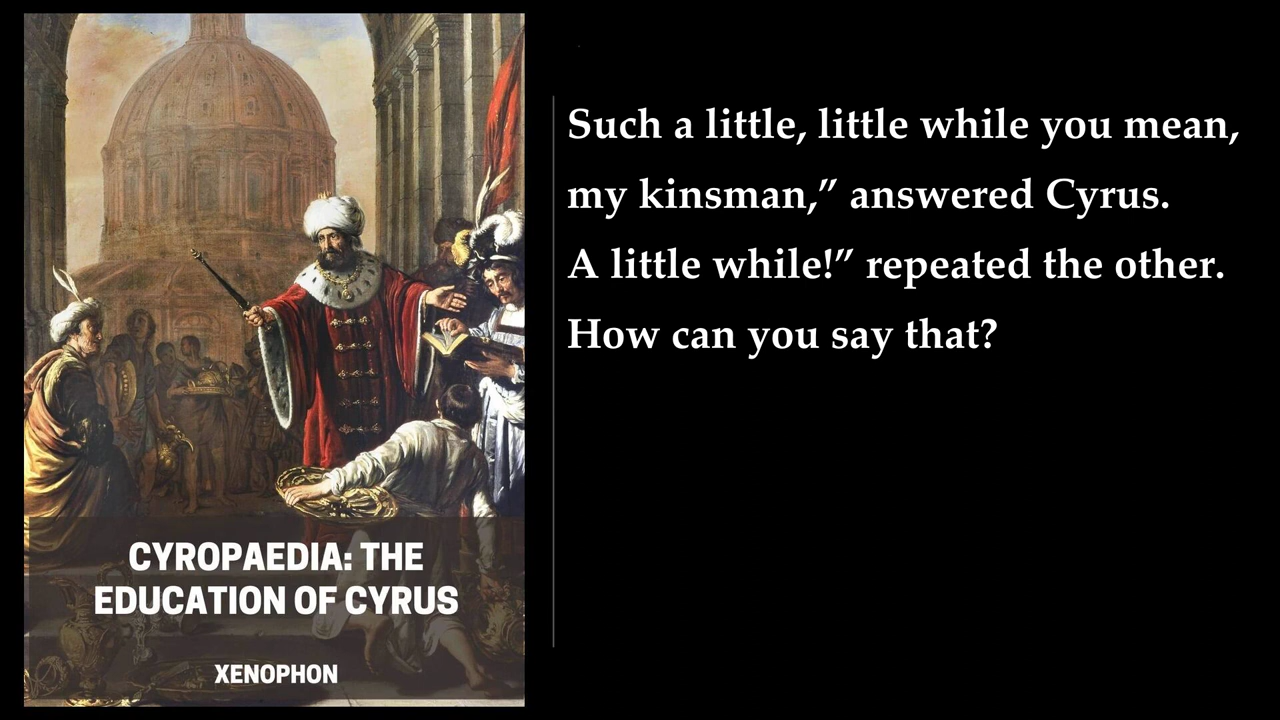 Such a little, little while you mean,
my kinsman,” answered Cyrus.
A little while!” repeated the other.
How can you say that?
CYROPAEDIA: THE
EDUCATION OF CYRUS
XENOPHON